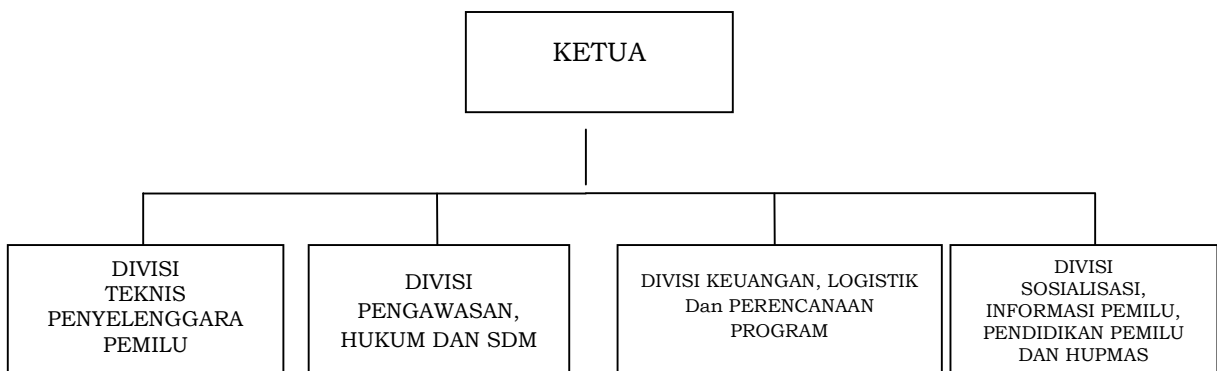 KETUA
DIVISI
TEKNIS
PENYELENGGARA
PEMILU
DIVISI
PENGAWASAN,
HUKUM DAN SDM
DIVISI KEUANGAN, LOGISTIK
Dan PERENCANAAN
PROGRAM
DIVISI
SOSIALISASI,
INFORMASI PEMILU,
PENDIDIKAN PEMILU
DAN HUPMAS